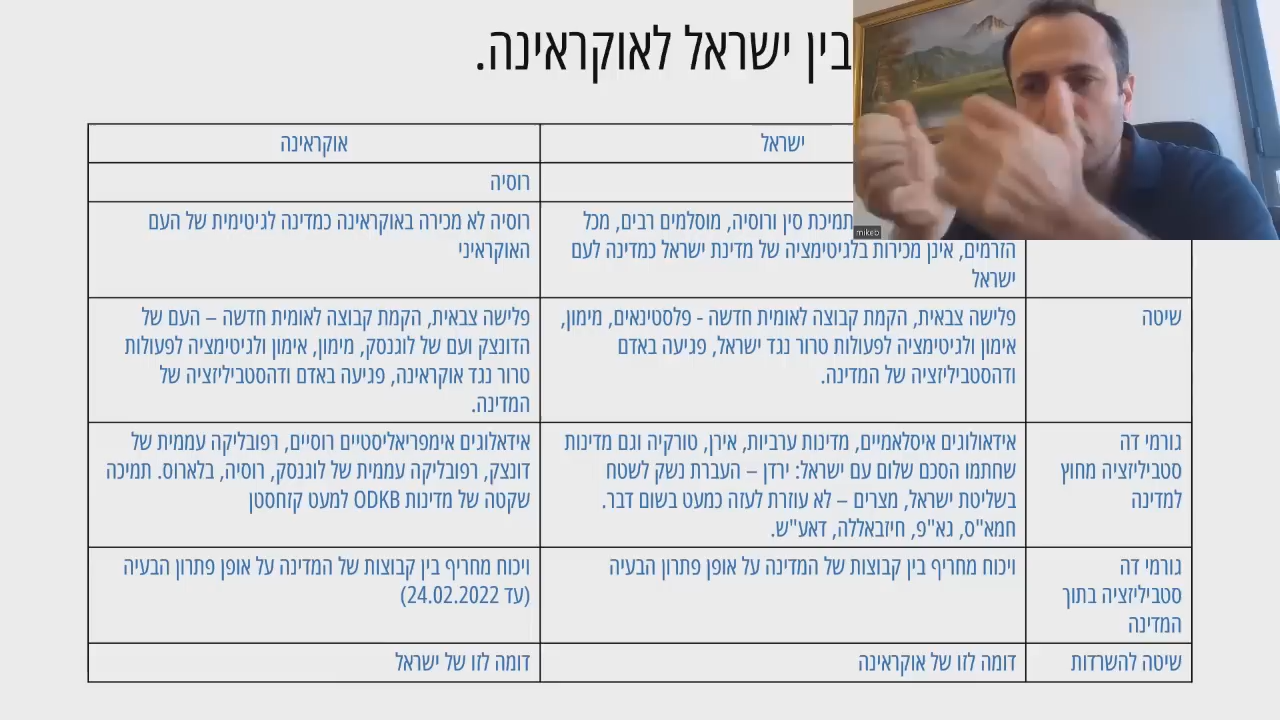 בין ישראל לאוקראינה.
mikeb
ישראל
אוקראינה
רוסיה
תמיכת סין ורוסיה, מוסלמים רבים, מכל
הזרמים, אינן מכירות בלגיטימציה של מדינת ישראל כמדינה לעם
ישראל
רוסיה לא מכירה באוקראינה כמדינה לגיטימית של העם
האוקראיני
שיטה
פלישה צבאית, הקמת קבוצה לאומית חדשה - פלסטינאים, מימון,
אימון ולגיטימציה לפעולות טרור נגד ישראל, פגיעה באדם
ודהסטביליזציה של המדינה.
פלישה צבאית, הקמת קבוצה לאומית חדשה – העם של
הדונצק ועם של לוגנסק, מימון, אימון ולגיטימציה לפעולות
טרור נגד אוקראינה, פגיעה באדם ודהסטביליזציה של
המדינה.
גורמי דה
סטביליזציה מחוץ
למדינה
אידאולוגים איסלאמיים, מדינות ערביות, אירן, טורקיה וגם מדינות
שחתמו הסכם שלום עם ישראל: ירדן – העברת נשק לשטח
בשליטת ישראל, מצרים – לא עוזרת לעזה כמעט בשום דבר.
חמא"ס, גא"פ, חיזבאללה, דאע"ש.
אידאלוגים אימפריאליסטיים רוסיים, רפובליקה עממית של
דונצק, רפובליקה עממית של לוגנסק, רוסיה, בלארוס. תמיכה
שקטה של מדינות ODKB למעט קזחסטן
גורמי דה
סטביליזציה בתוך
המדינה
ויכוח מחריף בין קבוצות של המדינה על אופן פתרון הבעיה
ויכוח מחריף בין קבוצות של המדינה על אופן פתרון הבעיה
(עד 24.02.2022)
שיטה להשרדות
דומה לזו של אוקראינה
דומה לזו של ישראל